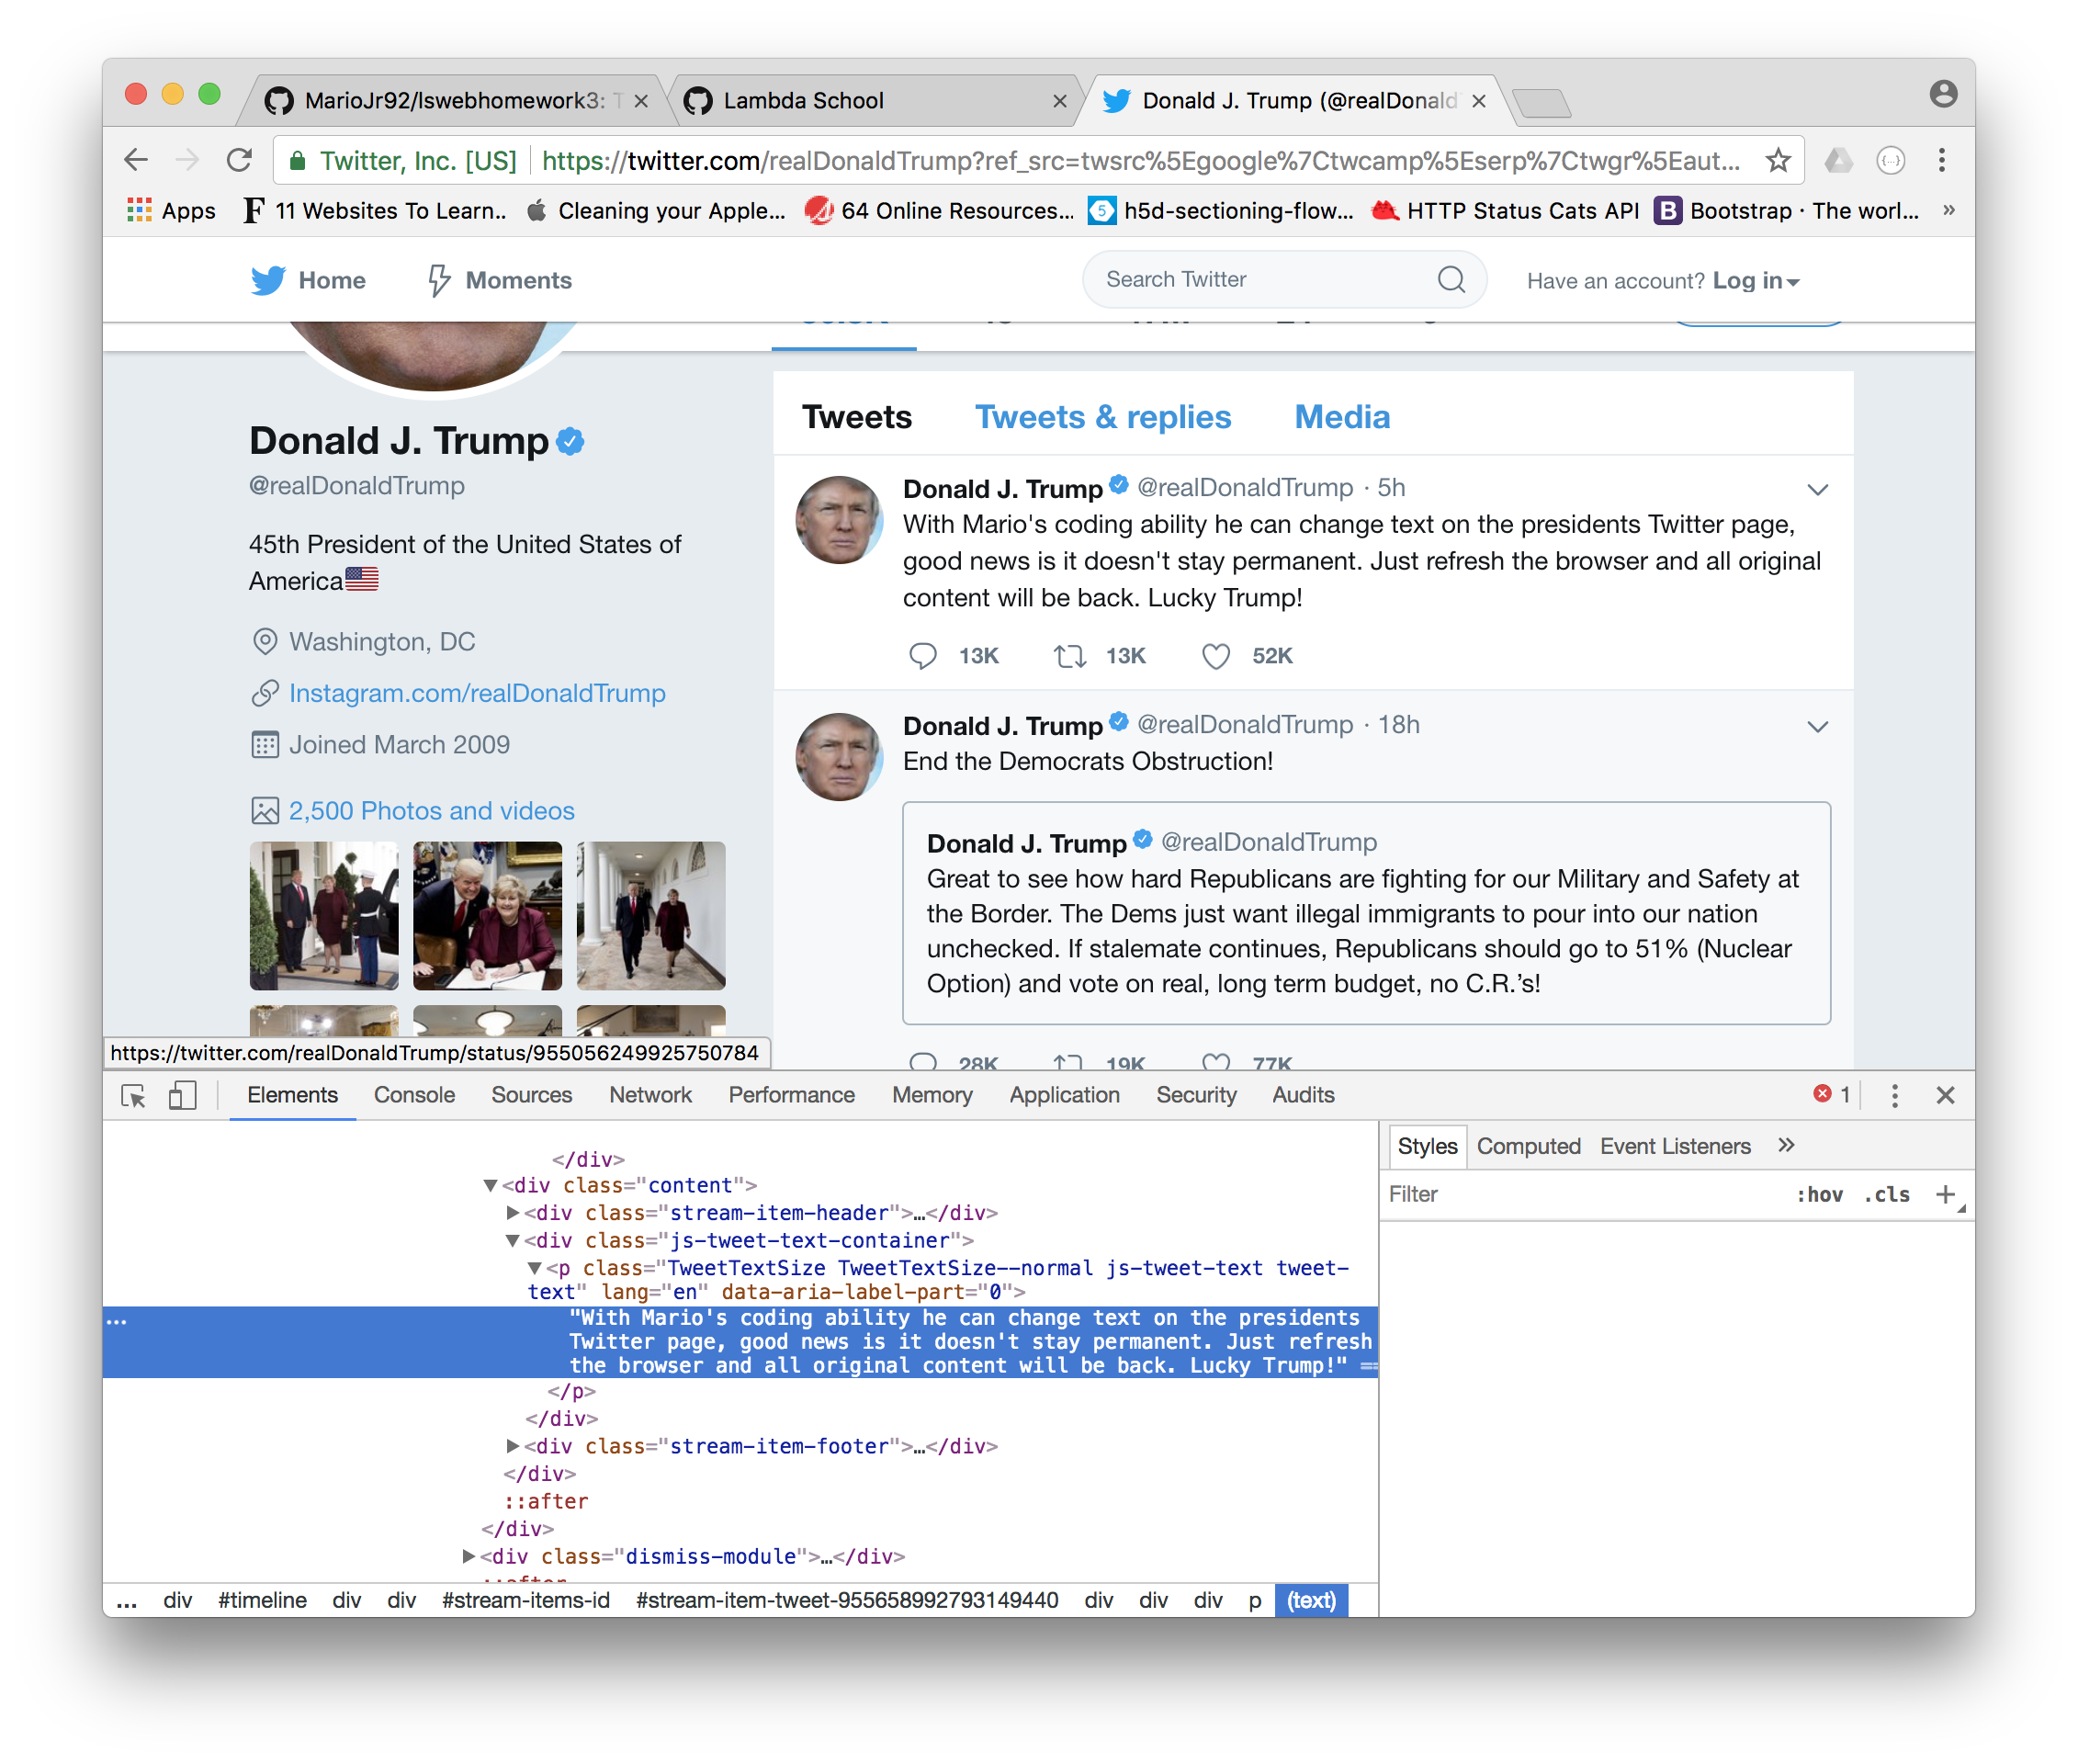 MarioJr92/lswebhomework3: T
Lambda School
Donald J. Trump (@realDonald
Twitter, Inc. [US]
https://twitter.com/realDonaldTrump?ref_src=twsrc%5Egoogle%7Ctwcamp%5Eserp%7Ctwgr%5Eaut...
Apps
F 11 Websites To Learn..
Cleaning your Apple...
64 Online Resources...
5 h5d-sectioning-flow...
HTTP Status Cats API
B Bootstrap · The worl...
»
Home
Moments
Search Twitter
Have an account? Log in
Donald J. Trump
@realDonaldTrump
45th President of the United States of
America🇺🇸
Washington, DC
Instagram.com/realDonaldTrump
Joined March 2009
2,500 Photos and videos
https://twitter.com/realDonaldTrump/status/955056249925750784
Tweets
Tweets & replies
Media
Donald J. Trump @realDonaldTrump · 5h
With Mario's coding ability he can change text on the presidents Twitter page,
good news is it doesn't stay permanent. Just refresh the browser and all original
content will be back. Lucky Trump!
13K 13K 52K
Donald J. Trump @realDonaldTrump · 18h
End the Democrats Obstruction!
Donald J. Trump @realDonaldTrump
Great to see how hard Republicans are fighting for our Military and Safety at
the Border. The Dems just want illegal immigrants to pour into our nation
unchecked. If stalemate continues, Republicans should go to 51% (Nuclear
Option) and vote on real, long term budget, no C.R.’s!
28K 19K 77K
Elements Console Sources Network Performance Memory Application Security Audits
1
</div>
▼<div class="content">
▶<div class="stream-item-header">…</div>
▼<div class="js-tweet-text-container">
▼<p class="TweetTextSize TweetTextSize--normal js-tweet-text tweet-
text" lang="en" data-aria-label-part="0">
... "With Mario's coding ability he can change text on the presidents
Twitter page, good news is it doesn't stay permanent. Just refresh
the browser and all original content will be back. Lucky Trump!" ==
</p>
</div>
▶<div class="stream-item-footer">…</div>
</div>
::after
</div>
▶<div class="dismiss-module">…</div>
::after
... div #timeline div div #stream-items-id #stream-item-tweet-955658992793149440 div div div p (text)
Styles Computed Event Listeners »
Filter
:hov .cls +